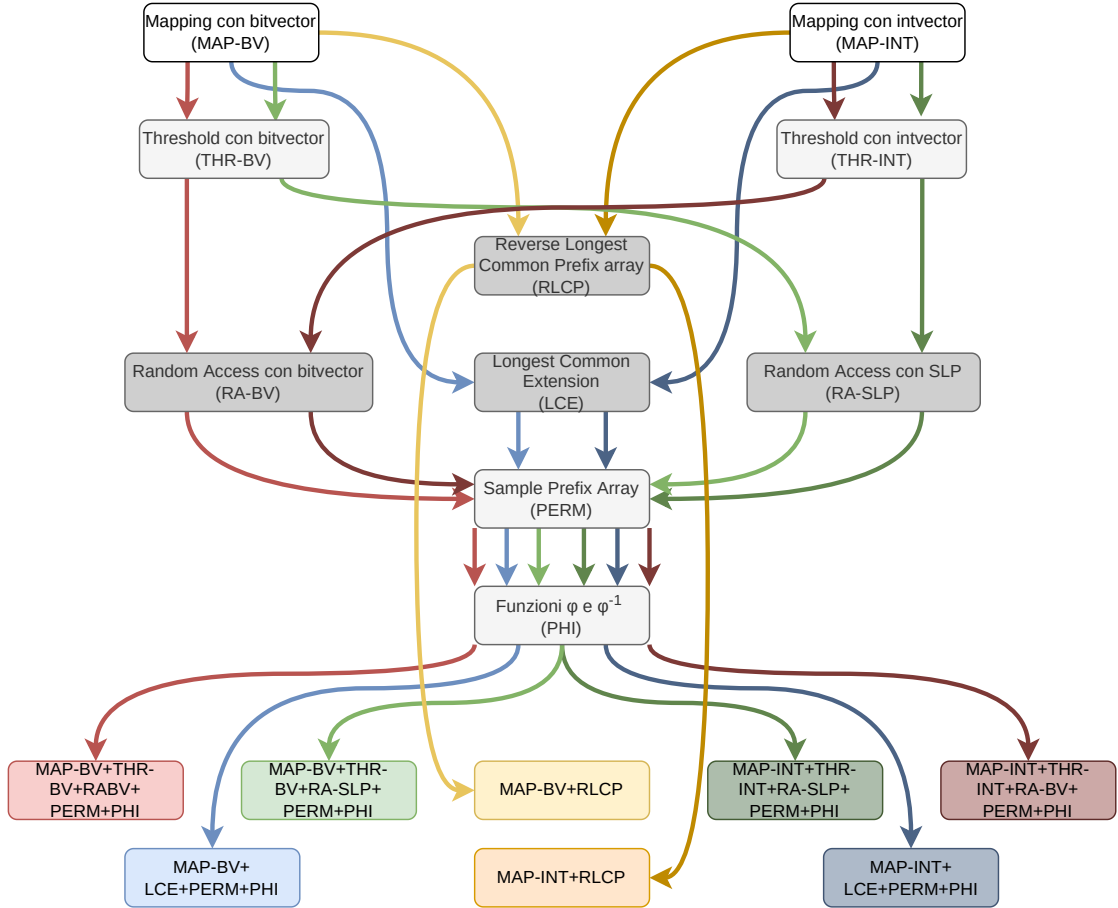 Mapping con bitvector
(MAP-BV)
Mapping con intvector
(MAP-INT)
Threshold con bitvector
(THR-BV)
Threshold con intvector
(THR-INT)
Reverse Longest
Common Prefix array
(RLCP)
Random Access con bitvector
(RA-BV)
Longest Common
Extension
(LCE)
Random Access con SLP
(RA-SLP)
Sample Prefix Array
(PERM)
Funzioni φ e φ⁻¹
(PHI)
MAP-BV+THR-
BV+RABV+
PERM+PHI
MAP-BV+THR-
BV+RA-SLP+
PERM+PHI
MAP-BV+RLCP
MAP-INT+THR-
INT+RA-SLP+
PERM+PHI
MAP-INT+THR-
INT+RA-BV+
PERM+PHI
MAP-BV+
LCE+PERM+PHI
MAP-INT+RLCP
MAP-INT+
LCE+PERM+PHI